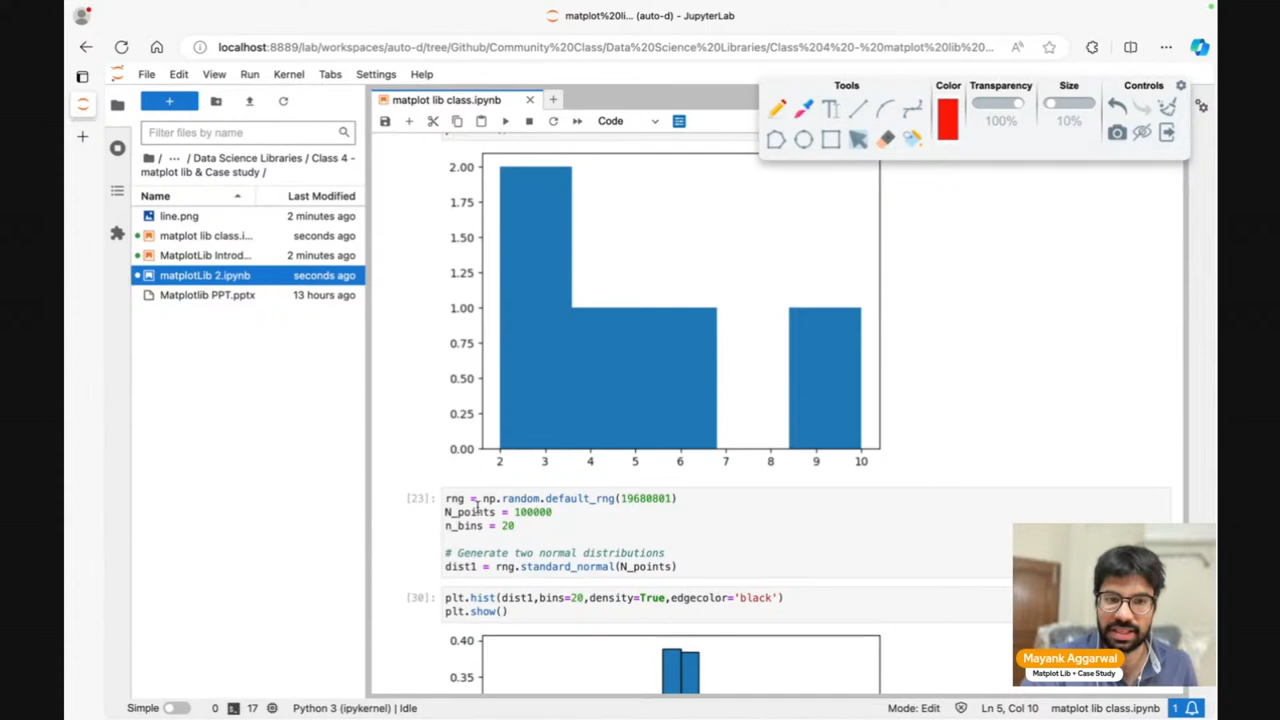 matplot%20li... (auto-d) - JupyterLab
localhost:8889/lab/workspaces/auto-d/tree/Github/Community%20Class/Data%20Science%20Libraries/Class%204%20-%20matplot%20lib%20...
File Edit View Run Kernel Tabs Settings Help
Tools Color Transparency Size Controls
100% 10%
matplot lib class.ipynb
Code
Filter files by name
/ ... / Data Science Libraries / Class 4 -
matplot lib & Case study /
Name Last Modified
line.png 2 minutes ago
matplot lib class.i... seconds ago
MatplotLib Introd... 2 minutes ago
matplotLib 2.ipynb seconds ago
Matplotlib PPT.pptx 13 hours ago
2.00
1.75
1.50
1.25
1.00
0.75
0.50
0.25
0.00
2 3 4 5 6 7 8 9 10
[23]: rng = np.random.default_rng(19680801)
N_points = 100000
n_bins = 20
# Generate two normal distributions
dist1 = rng.standard_normal(N_points)
[30]: plt.hist(dist1,bins=20,density=True,edgecolor='black')
plt.show()
0.40
0.35
Mayank Aggarwal
Matplot Lib + Case Study
Simple 0 17 Python 3 (ipykernel) | Idle Mode: Edit Ln 5, Col 10 matplot lib class.ipynb 1